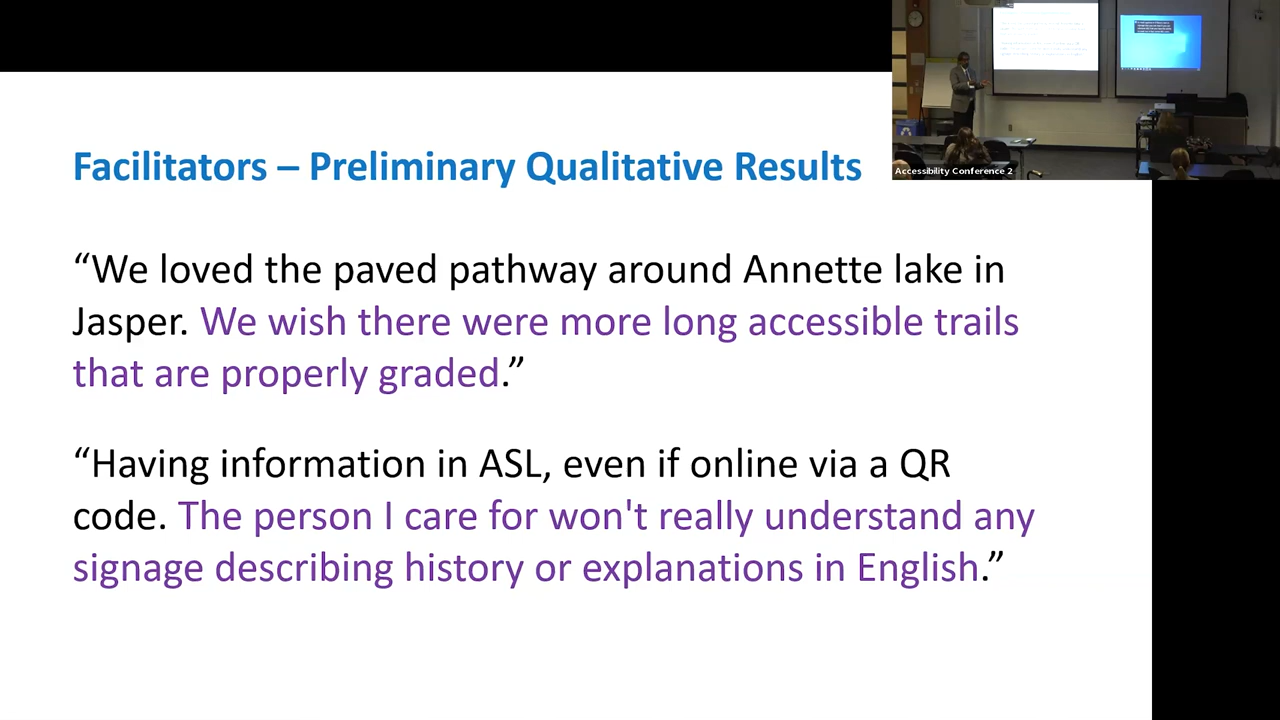 Facilitators – Preliminary Qualitative Results
“We loved the paved pathway around Annette lake in
Jasper. We wish there were more long accessible trails
that are properly graded.”
“Having information in ASL, even if online via a QR
code. The person I care for won't really understand any
signage describing history or explanations in English.”
Accessibility Conference 2